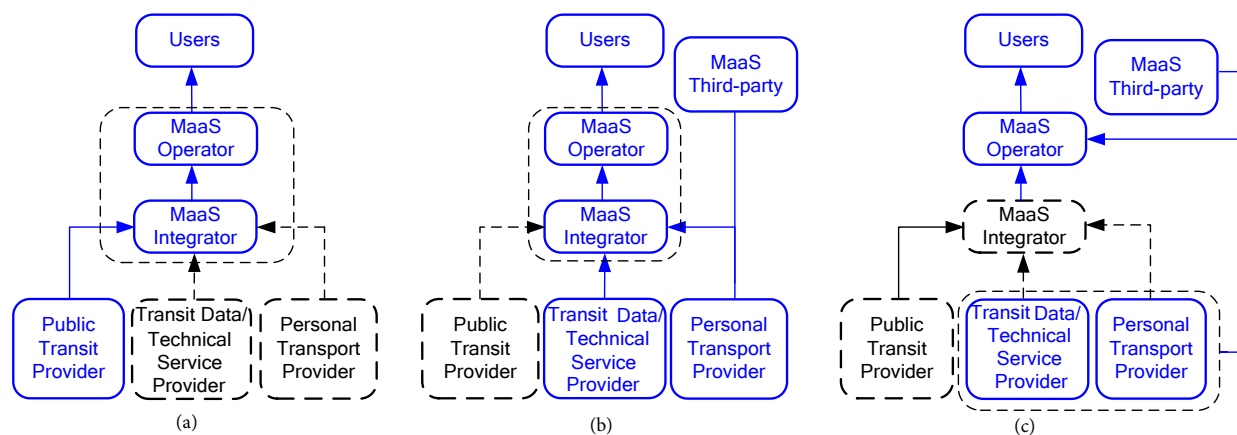 Users
MaaS
Operator
MaaS
Integrator
Public
Transit
Provider
Transit Data/
Technical
Service
Provider
Personal
Transport
Provider
(a)
Users
MaaS
Third-party
MaaS
Operator
MaaS
Integrator
Public
Transit
Provider
Transit Data/
Technical
Service
Provider
Personal
Transport
Provider
(b)
Users
MaaS
Third-party
MaaS
Operator
MaaS
Integrator
Public
Transit
Provider
Transit Data/
Technical
Service
Provider
Personal
Transport
Provider
(c)